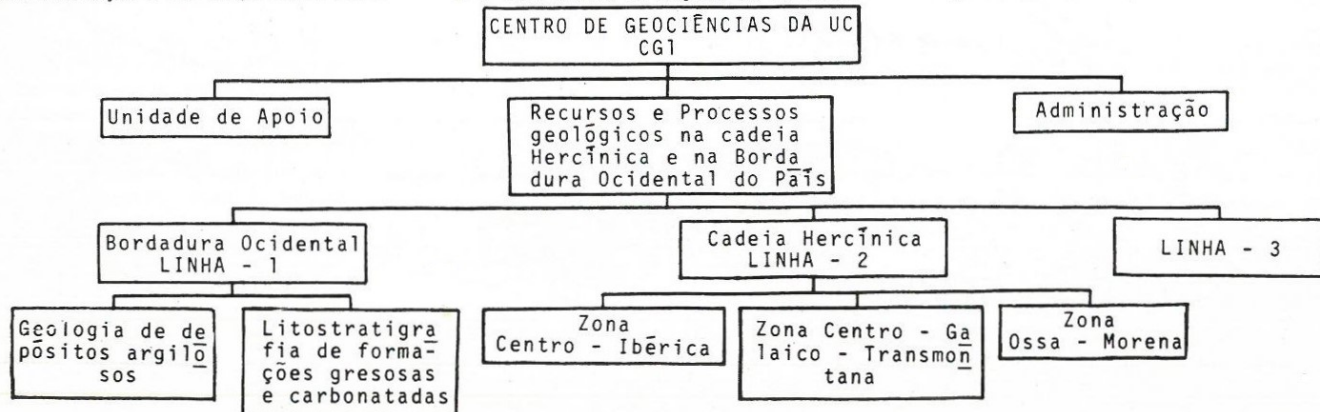 CENTRO DE GEOCIÊNCIAS DA UC
CG1
Unidade de Apoio
Recursos e Processos
geológicos na cadeia
Hercínica e na Borda
dura Ocidental do País
Administração
Bordadura Ocidental
LINHA - 1
Cadeia Hercínica
LINHA - 2
LINHA - 3
Geologia de de
pósitos argilo
sos
Litostratigra
fia de forma-
ções gresosas
e carbonatadas
Zona
Centro - Ibérica
Zona Centro - Ga
laico - Transmon
tana
Zona
Ossa - Morena